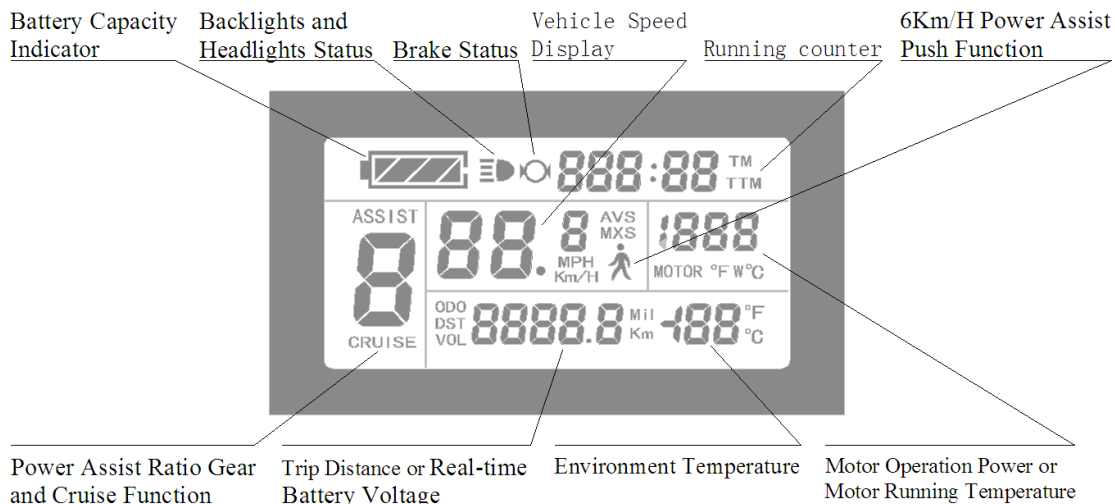 Battery Capacity
Indicator
Backlights and
Headlights Status
Brake Status
Vehicle Speed
Display
Running counter
6Km/H Power Assist
Push Function
888:88
TM
TTM
ASSIST
8
CRUISE
88.8
AVS
MXS
MPH
Km/H
1888
MOTOR °F W°C
ODO
DST
VOL
8888.8
Mil
Km
-188
°F
°C
Power Assist Ratio Gear
and Cruise Function
Trip Distance or Real-time
Battery Voltage
Environment Temperature
Motor Operation Power or
Motor Running Temperature